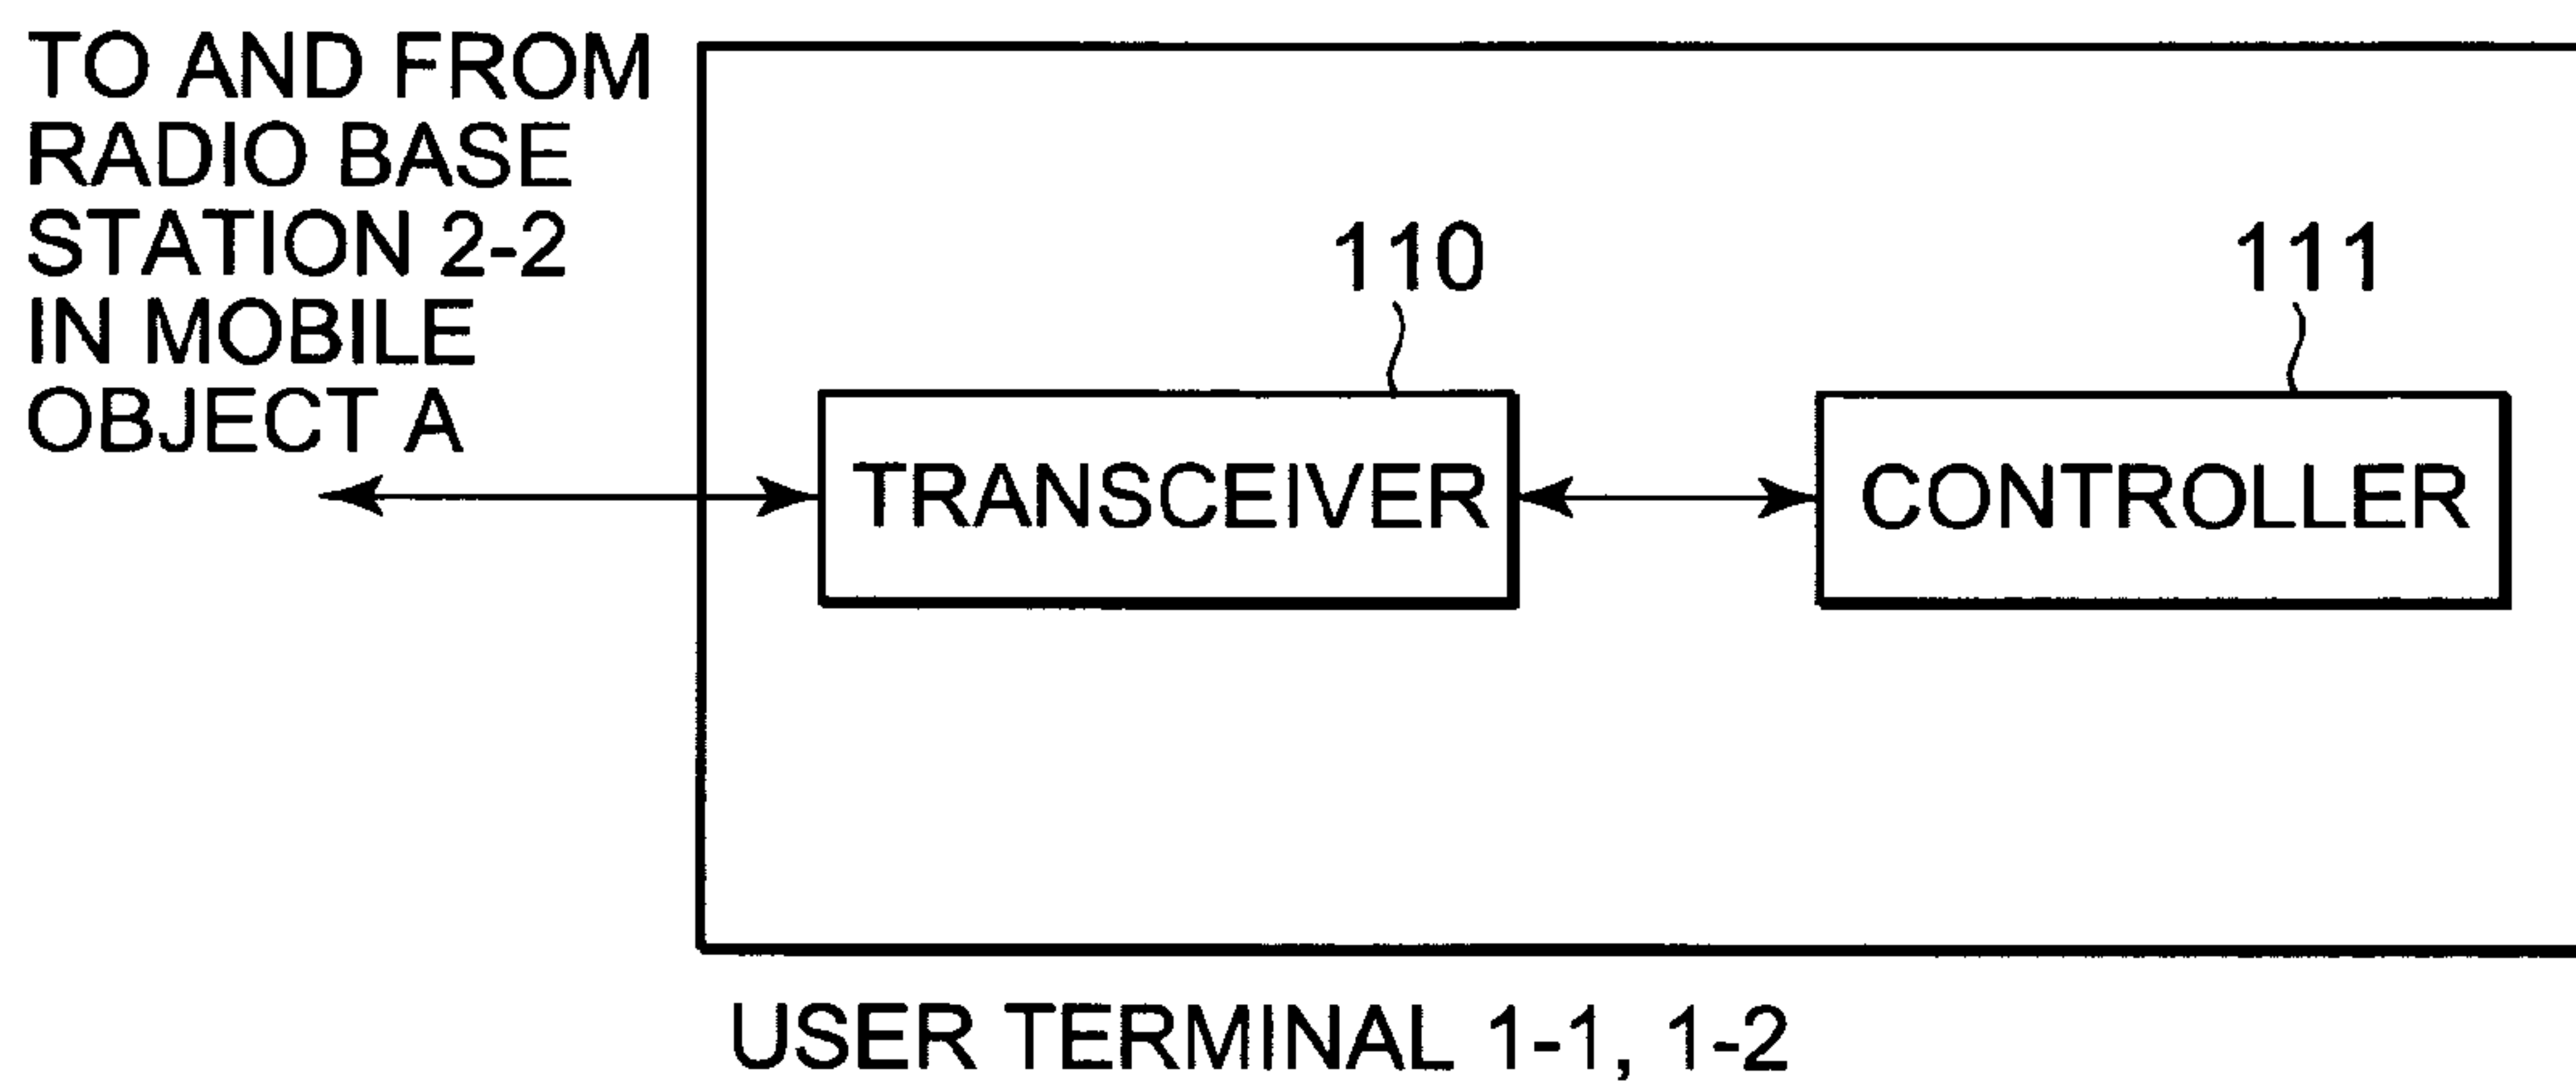 TO AND FROM
RADIO BASE
STATION 2-2
IN MOBILE
OBJECT A
110
111
TRANSCEIVER
CONTROLLER
USER TERMINAL 1-1, 1-2